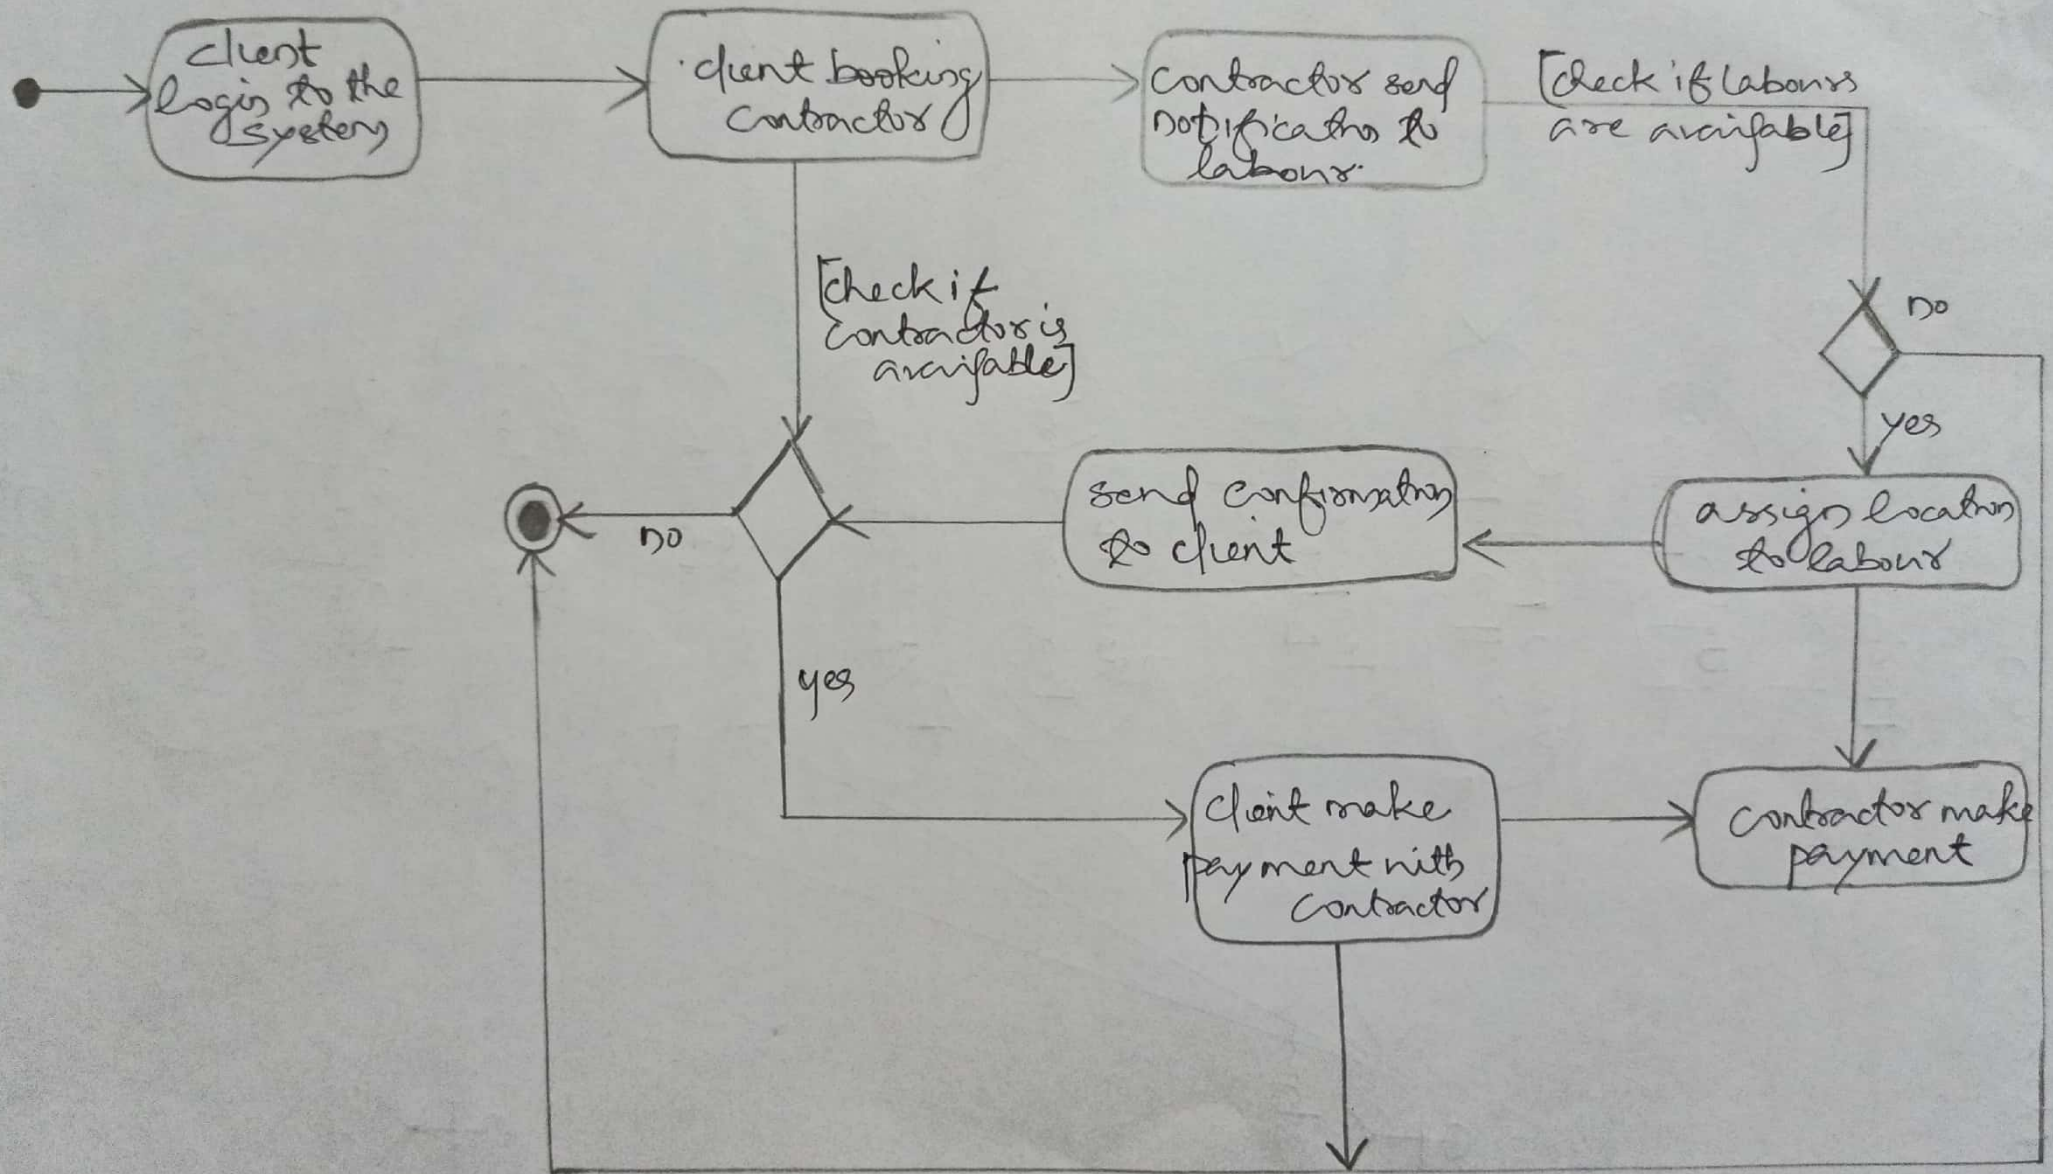 client
login to the
system
client booking
contractor
contractor send
notification to
labour.
[check if labours
are available]
[check if
contractor is
available]
no
yes
send confirmation
to client
assign location
to labour
no
yes
client make
payment with
contractor
contractor make
payment